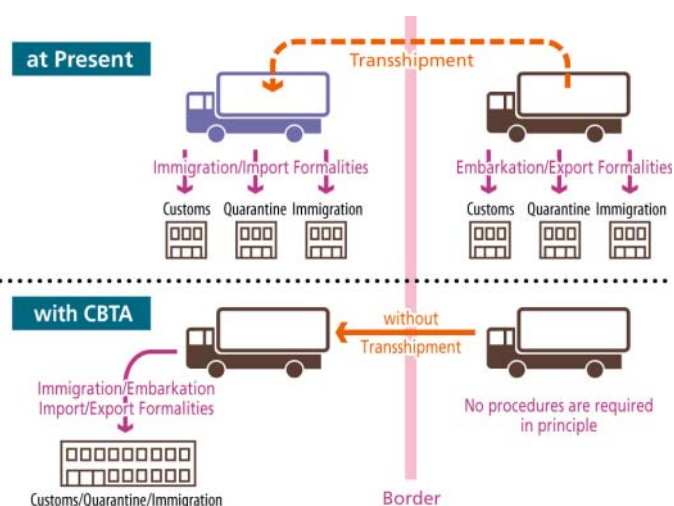 at Present
Transshipment
Immigration/Import Formalities
Embarkation/Export Formalities
Customs Quarantine Immigration
Customs Quarantine Immigration
with CBTA
without
Transshipment
Immigration/Embarkation
Import/Export Formalities
No procedures are required
in principle
Customs/Quarantine/Immigration
Border